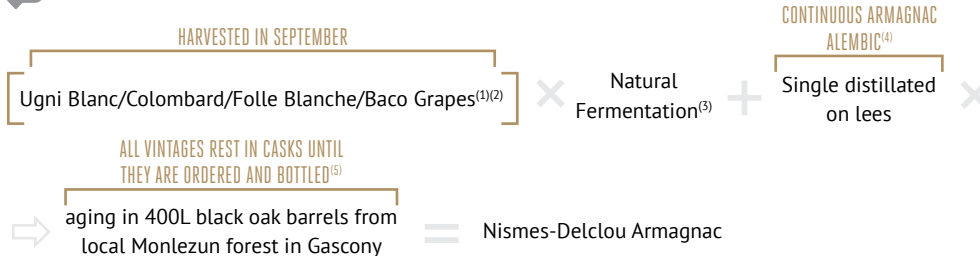 HARVESTED IN SEPTEMBER
Ugni Blanc/Colombard/Folle Blanche/Baco Grapes(1)(2)
×
Natural
Fermentation(3)
+
CONTINUOUS ARMAGNAC
ALEMBIC(4)
Single distillated
on lees
×
ALL VINTAGES REST IN CASKS UNTIL
THEY ARE ORDERED AND BOTTLED(5)
aging in 400L black oak barrels from
local Monlezun forest in Gascony
=
Nismes-Delclou Armagnac